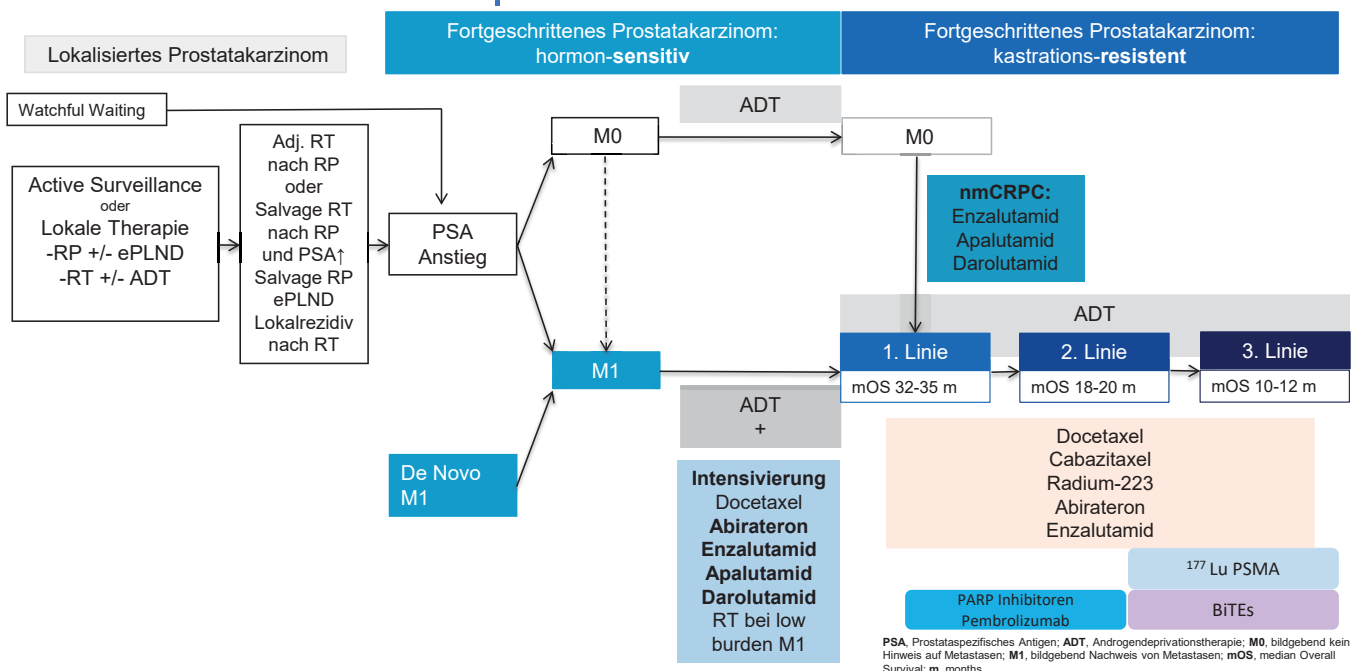 Lokalisiertes Prostatakarzinom
Fortgeschrittenes Prostatakarzinom:
hormon-sensitiv
Fortgeschrittenes Prostatakarzinom:
kastrations-resistent
Watchful Waiting
Active Surveillance
oder
Lokale Therapie
-RP +/- ePLND
-RT +/- ADT
Adj. RT
nach RP
oder
Salvage RT
nach RP
und PSA↑
Salvage RP
ePLND
Lokalrezidiv
nach RT
PSA
Anstieg
M0
ADT
M0
nmCRPC:
Enzalutamid
Apalutamid
Darolutamid
M1
De Novo
M1
ADT
+
Intensivierung
Docetaxel
Abirateron
Enzalutamid
Apalutamid
Darolutamid
RT bei low
burden M1
ADT
1. Linie
mOS 32-35 m
2. Linie
mOS 18-20 m
3. Linie
mOS 10-12 m
Docetaxel
Cabazitaxel
Radium-223
Abirateron
Enzalutamid
177 Lu PSMA
PARP Inhibitoren
Pembrolizumab
BiTEs
PSA, Prostataspezifisches Antigen; ADT, Androgendeprivationstherapie; M0, bildgebend kein
Hinweis auf Metastasen; M1, bildgebend Nachweis von Metastasen; mOS, median Overall
Survival; m, months